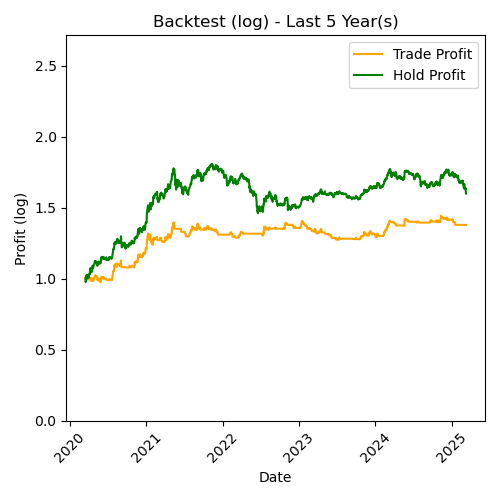 Backtest (log) - Last 5 Year(s)
Trade Profit
Hold Profit
Profit (log)
2.5
2.0
1.5
1.0
0.5
0.0
2020
2021
2022
2023
2024
2025
Date